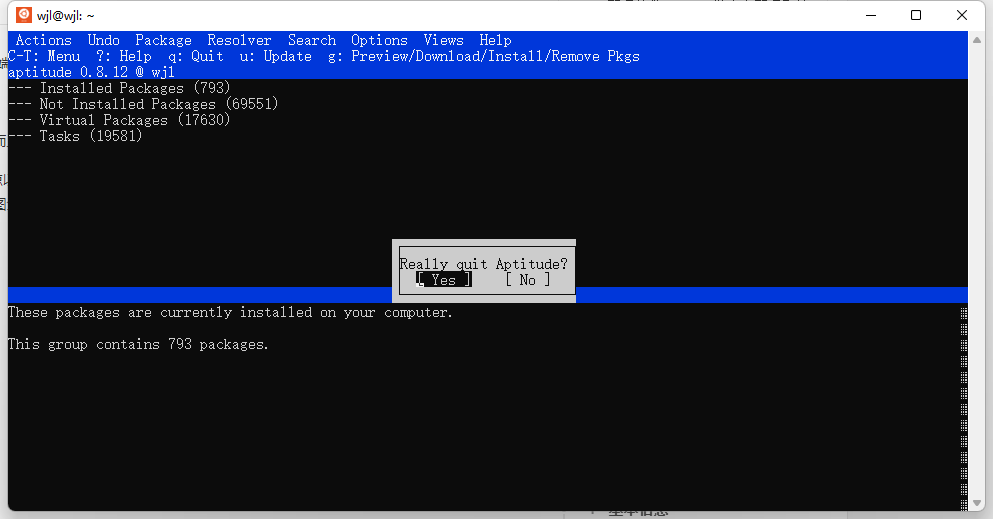 wjl@wjl: ~
Actions Undo Package Resolver Search Options Views Help
C-T: Menu ?: Help q: Quit u: Update g: Preview/Download/Install/Remove Pkgs
aptitude 0.8.12 @ wjl
--- Installed Packages (793)
--- Not Installed Packages (69551)
--- Virtual Packages (17630)
--- Tasks (19581)
Really quit Aptitude?
[ Yes ] [ No ]
These packages are currently installed on your computer.
This group contains 793 packages.